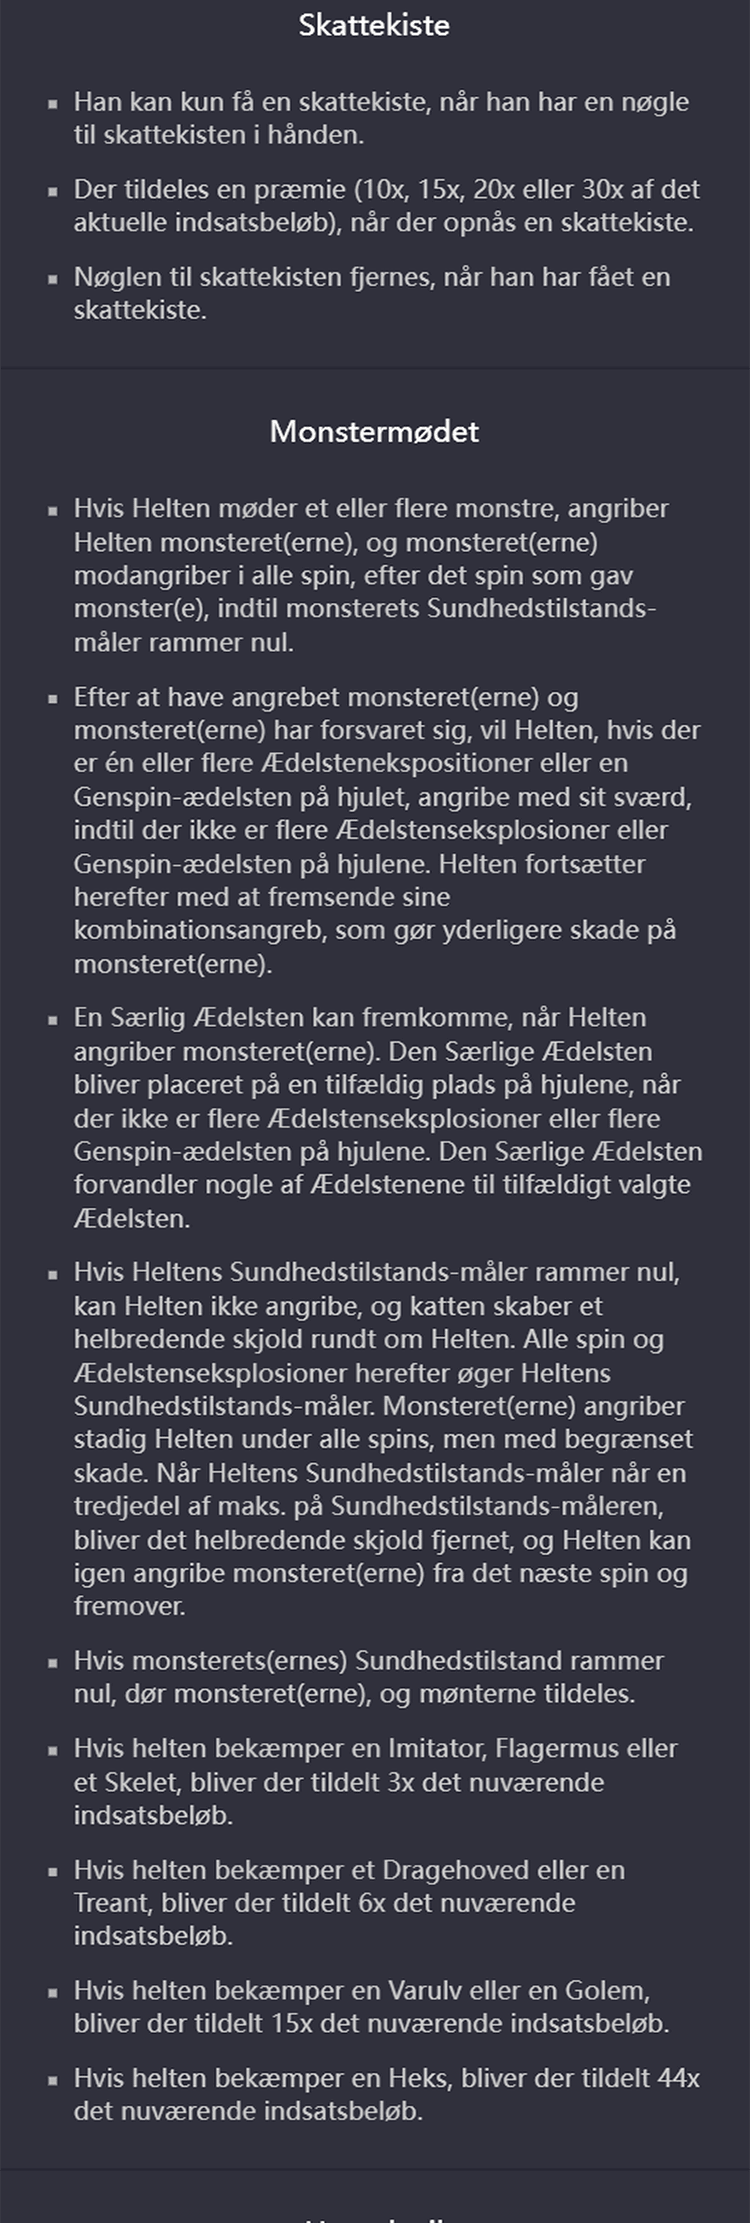 Skattekiste
▪ Han kan kun få en skattekiste, når han har en nøgle
til skattekisten i hånden.
▪ Der tildeles en præmie (10x, 15x, 20x eller 30x af det
aktuelle indsatsbeløb), når der opnås en skattekiste.
▪ Nøglen til skattekisten fjernes, når han har fået en
skattekiste.
Monstermødet
▪ Hvis Helten møder et eller flere monstre, angriber
Helten monsteret(erne), og monsteret(erne)
modangriber i alle spin, efter det spin som gav
monster(e), indtil monsterets Sundhedstilstands-
måler rammer nul.
▪ Efter at have angrebet monsteret(erne) og
monsteret(erne) har forsvaret sig, vil Helten, hvis der
er én eller flere Ædelstenekspositioner eller en
Genspin-ædelsten på hjulet, angribe med sit sværd,
indtil der ikke er flere Ædelstenseksplosioner eller
Genspin-ædelsten på hjulene. Helten fortsætter
herefter med at fremsende sine
kombinationsangreb, som gør yderligere skade på
monsteret(erne).
▪ En Særlig Ædelsten kan fremkomme, når Helten
angriber monsteret(erne). Den Særlige Ædelsten
bliver placeret på en tilfældig plads på hjulene, når
der ikke er flere Ædelstenseksplosioner eller flere
Genspin-ædelsten på hjulene. Den Særlige Ædelsten
forvandler nogle af Ædelstenene til tilfældigt valgte
Ædelsten.
▪ Hvis Heltens Sundhedstilstands-måler rammer nul,
kan Helten ikke angribe, og katten skaber et
helbredende skjold rundt om Helten. Alle spin og
Ædelstenseksplosioner herefter øger Heltens
Sundhedstilstands-måler. Monsteret(erne) angriber
stadig Helten under alle spins, men med begrænset
skade. Når Heltens Sundhedstilstands-måler når en
tredjedel af maks. på Sundhedstilstands-måleren,
bliver det helbredende skjold fjernet, og Helten kan
igen angribe monsteret(erne) fra det næste spin og
fremover.
▪ Hvis monsterets(ernes) Sundhedstilstand rammer
nul, dør monsteret(erne), og mønterne tildeles.
▪ Hvis helten bekæmper en Imitator, Flagermus eller
et Skelet, bliver der tildelt 3x det nuværende
indsatsbeløb.
▪ Hvis helten bekæmper et Dragehoved eller en
Treant, bliver der tildelt 6x det nuværende
indsatsbeløb.
▪ Hvis helten bekæmper en Varulv eller en Golem,
bliver der tildelt 15x det nuværende indsatsbeløb.
▪ Hvis helten bekæmper en Heks, bliver der tildelt 44x
det nuværende indsatsbeløb.